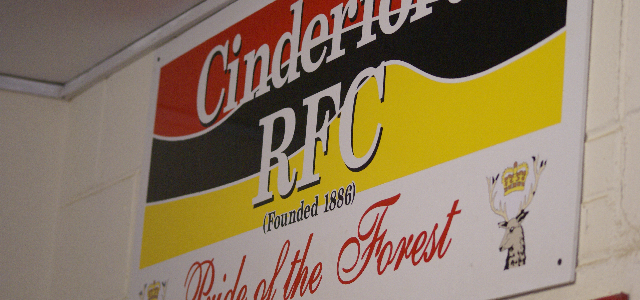 Cinderford
RFC
(Founded 1886)
Pride of the Forest